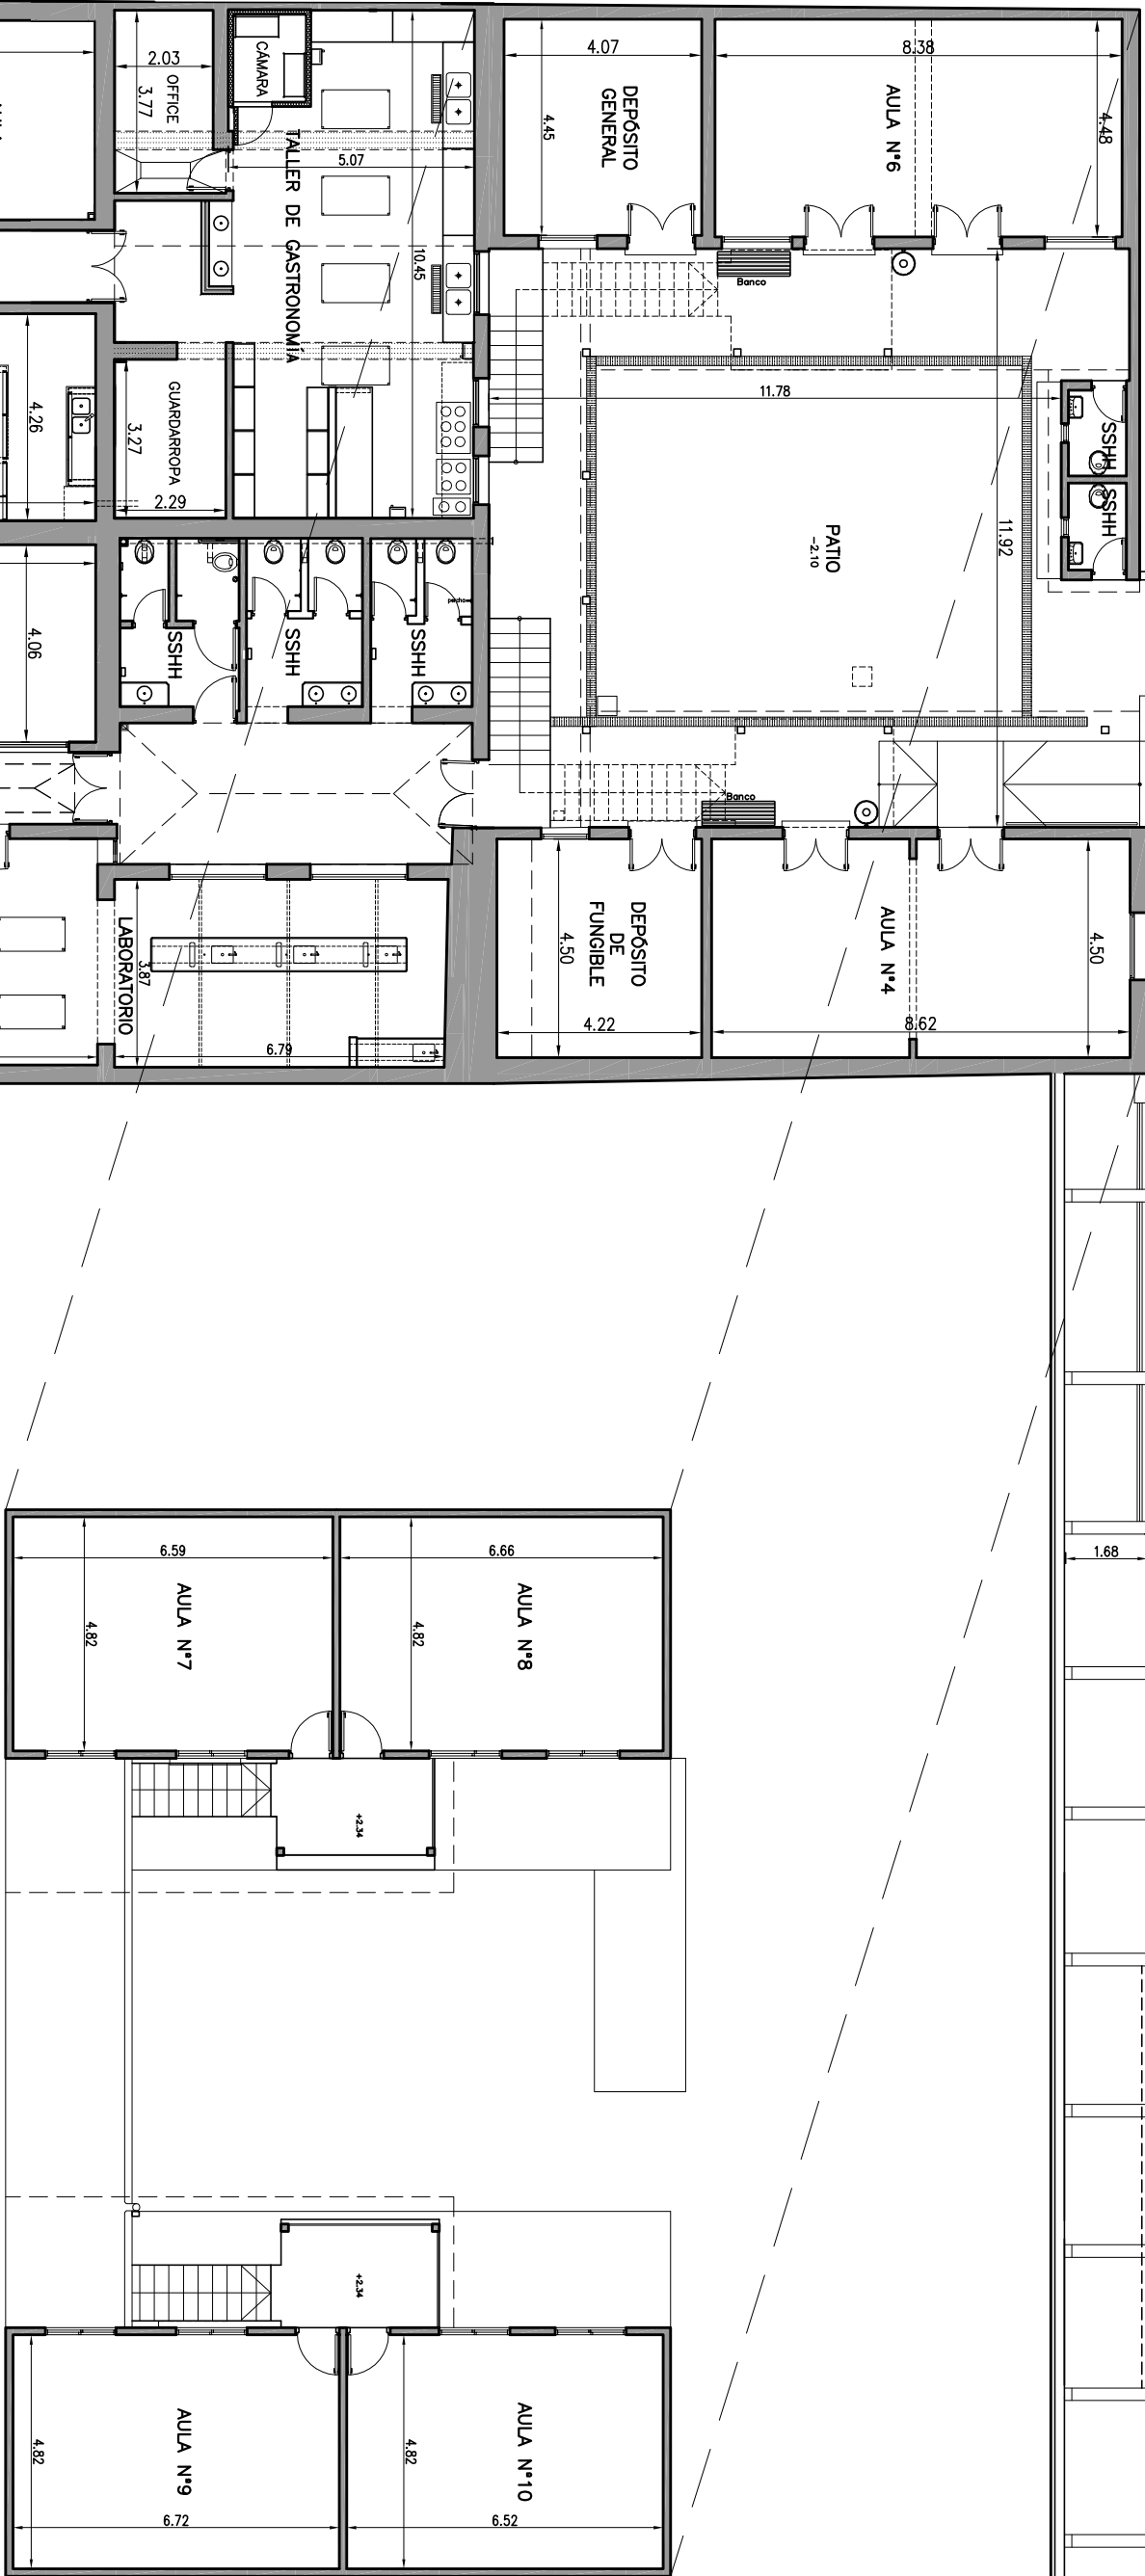 2.03
3.77
OFFICE
CÁMARA
TALLER DE GASTRONOMÍA
5.07
10.45
4.07
4.45
DEPÓSITO
GENERAL
8.38
4.48
AULA Nº6
Banco
SSHH
SSHH
11.78
11.92
PATIO
-2.10
GUARDARROPA
3.27
2.29
4.26
4.06
SSHH
SSHH
SSHH
percha
Banco
LABORATORIO
3.87
6.79
DEPÓSITO
DE
FUNGIBLE
4.50
4.22
AULA Nº4
4.50
8.62
1.68
6.59
4.82
AULA Nº7
6.66
4.82
AULA Nº8
+2.34
+2.34
AULA Nº9
4.82
6.72
AULA Nº10
4.82
6.52